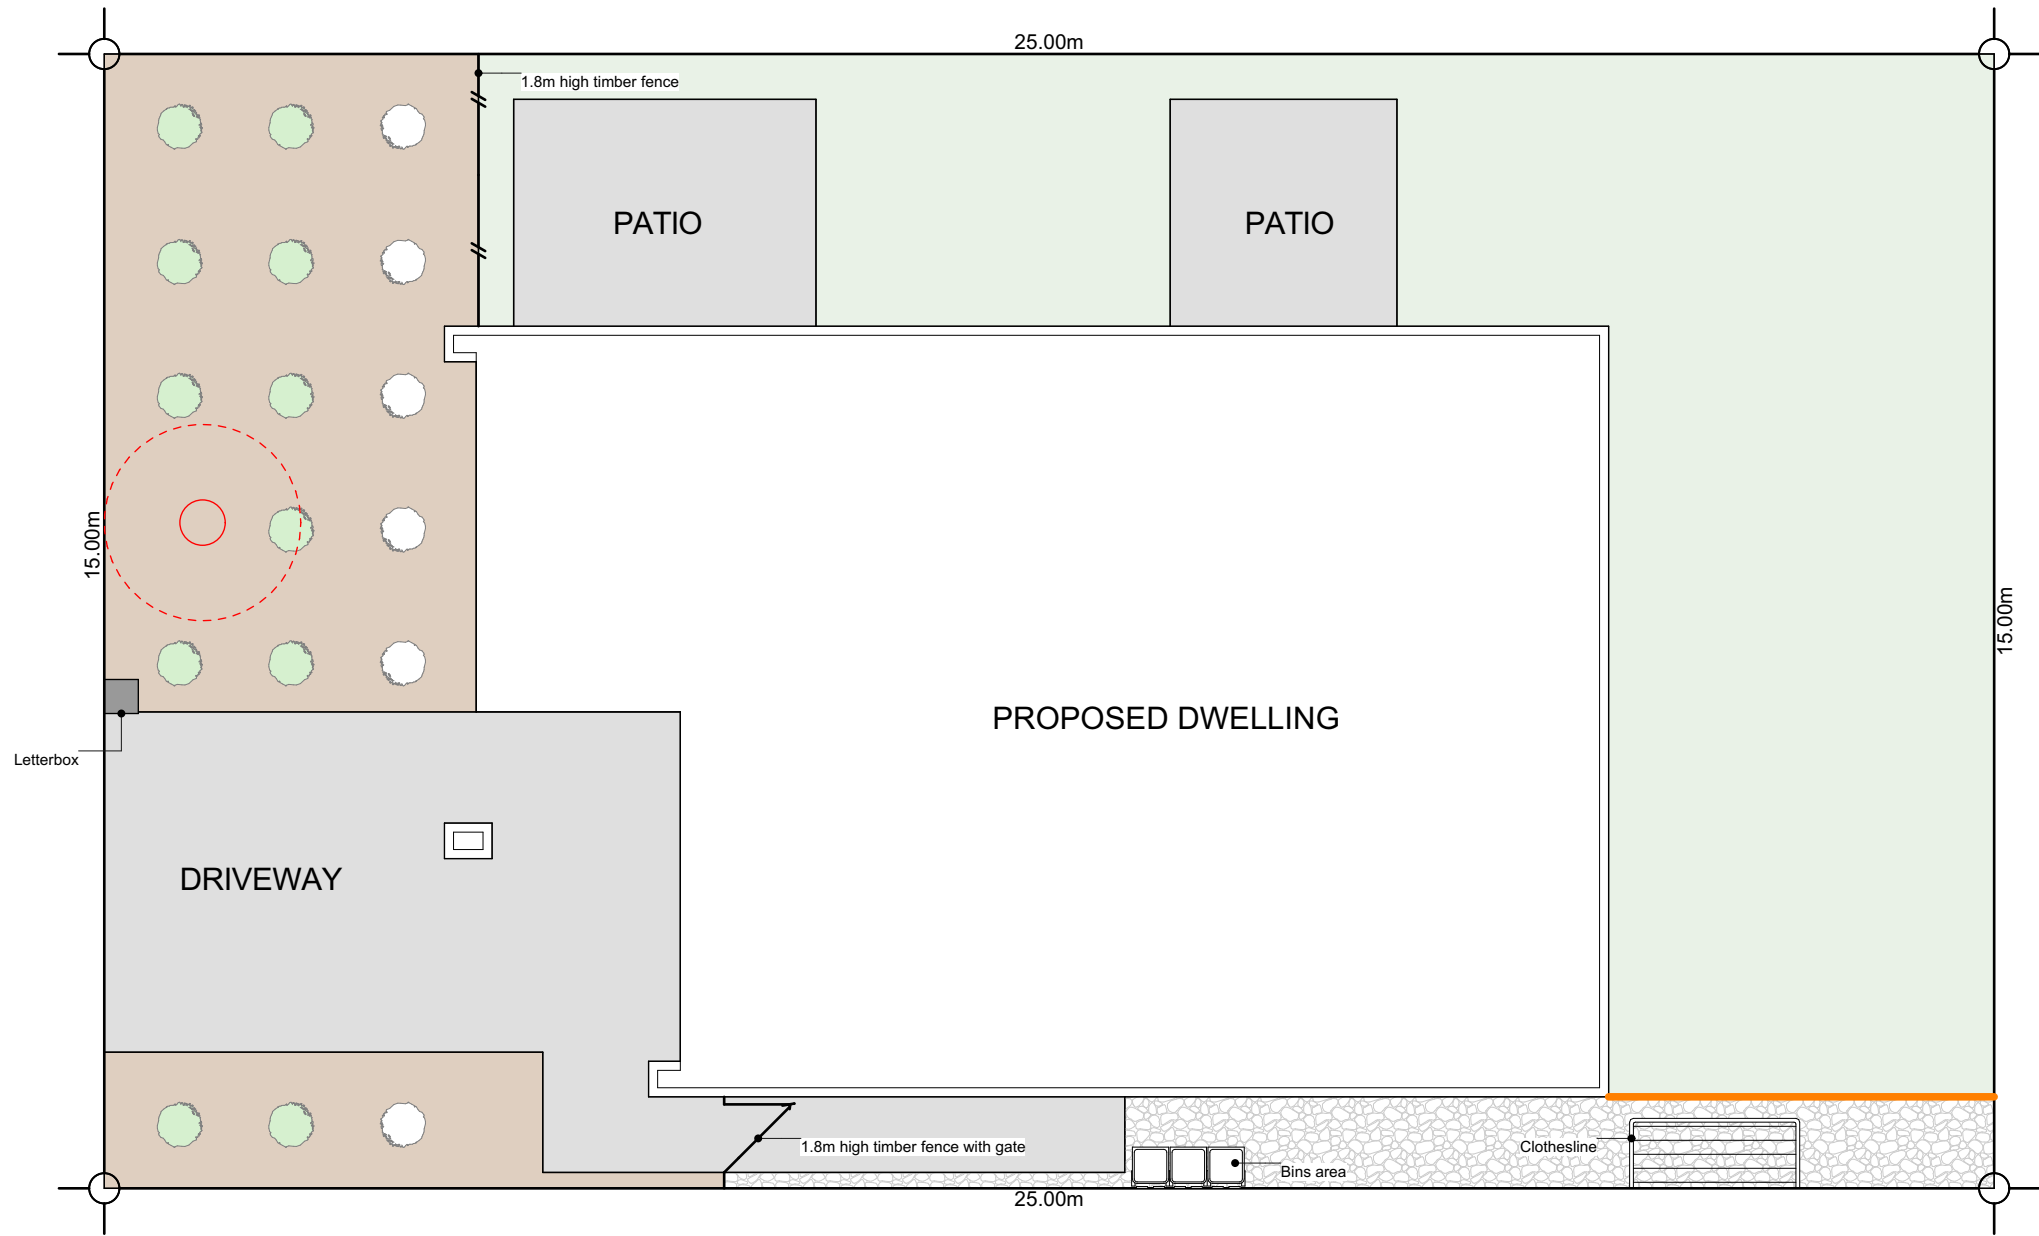 25.00m
1.8m high timber fence
PATIO
PATIO
15.00m
15.00m
PROPOSED DWELLING
Letterbox
DRIVEWAY
1.8m high timber fence with gate
Clothesline
Bins area
25.00m